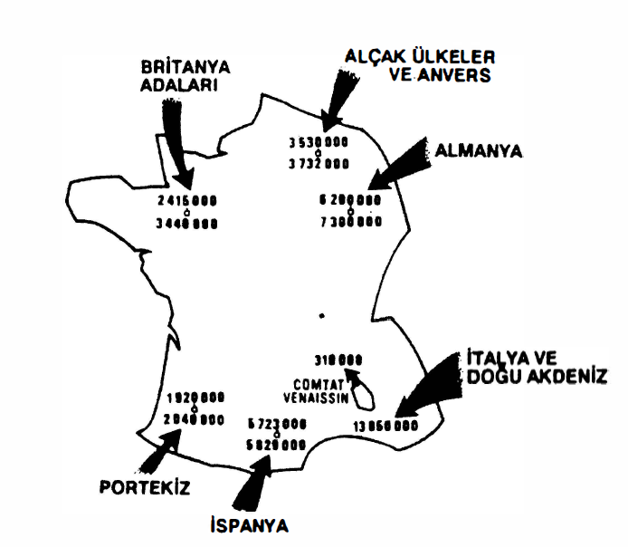 ALÇAK ÜLKELER
VE ANVERS
BRİTANYA
ADALARI
3 530 000
ö
3 732 000
ALMANYA
2 415 000
ö
3 440 000
6 200 000
ö
7 300 000
310 000
COMTAT
VENAISSIN
İTALYA VE
DOĞU AKDENİZ
1 920 000
ö
2 040 000
5 723 000
ö
5 820 000
13 850 000
PORTEKİZ
İSPANYA